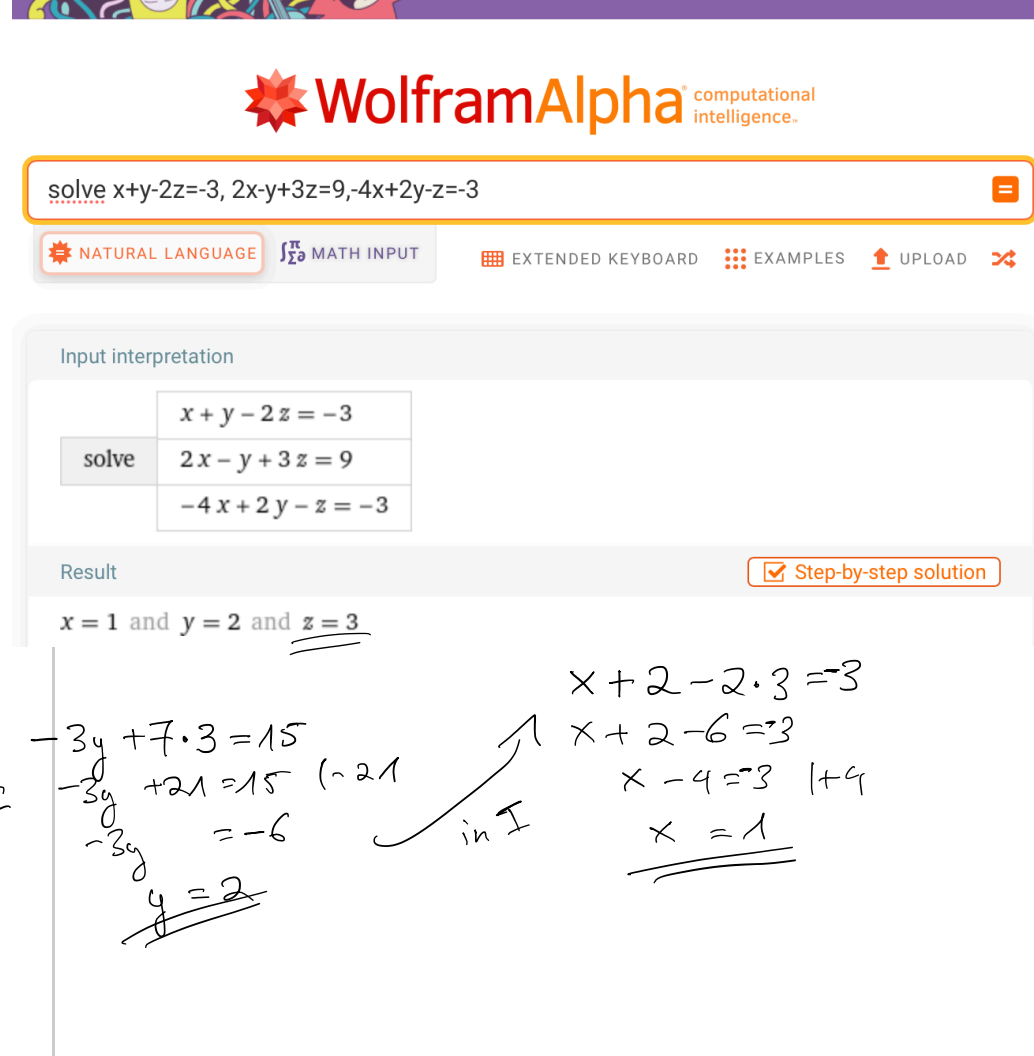 WolframAlpha computational intelligence™
solve x+y-2z=-3, 2x-y+3z=9,-4x+2y-z=-3
NATURAL LANGUAGE
∫π Σ∂ MATH INPUT
EXTENDED KEYBOARD
EXAMPLES
UPLOAD
Input interpretation
solve
x + y − 2 z = −3
2 x − y + 3 z = 9
−4 x + 2 y − z = −3
Result
Step-by-step solution
x = 1 and y = 2 and z = 3
−3y +7·3 = 15
−3y +21 = 15 |−21
−3y = −6
y = 2
in I
x + 2 − 2·3 = −3
x + 2 − 6 = −3
x − 4 = −3 |+4
x = 1